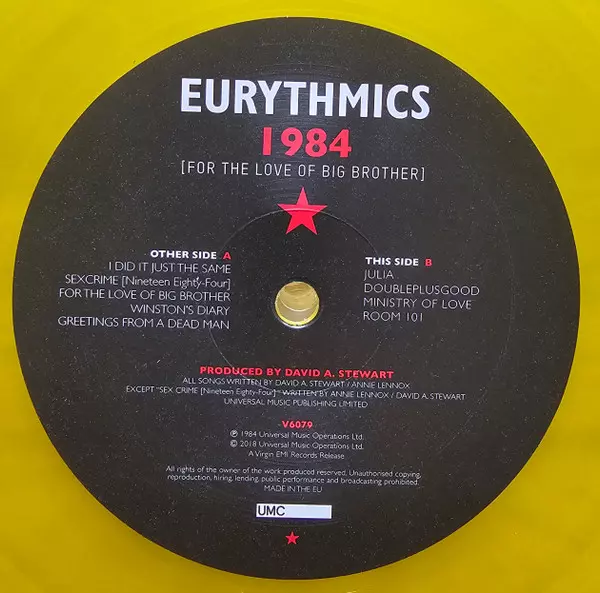 EURYTHMICS
1984
[FOR THE LOVE OF BIG BROTHER]
OTHER SIDE A
I DID IT JUST THE SAME
SEXCRIME [Nineteen Eighty-Four]
FOR THE LOVE OF BIG BROTHER
WINSTON'S DIARY
GREETINGS FROM A DEAD MAN
THIS SIDE B
JULIA
DOUBLEPLUSGOOD
MINISTRY OF LOVE
ROOM 101
PRODUCED BY DAVID A. STEWART
ALL SONGS WRITTEN BY DAVID A. STEWART / ANNIE LENNOX
EXCEPT "SEX CRIME [Nineteen Eighty-Four]" WRITTEN BY ANNIE LENNOX / DAVID A. STEWART
UNIVERSAL MUSIC PUBLISHING LIMITED
V6079
℗ 1984 Universal Music Operations Ltd.
© 2018 Universal Music Operations Ltd.
A Virgin EMI Records Release
All rights of the owner of the work produced reserved. Unauthorised copying,
reproduction, hiring, lending, public performance and broadcasting prohibited.
MADE IN THE EU
UMC